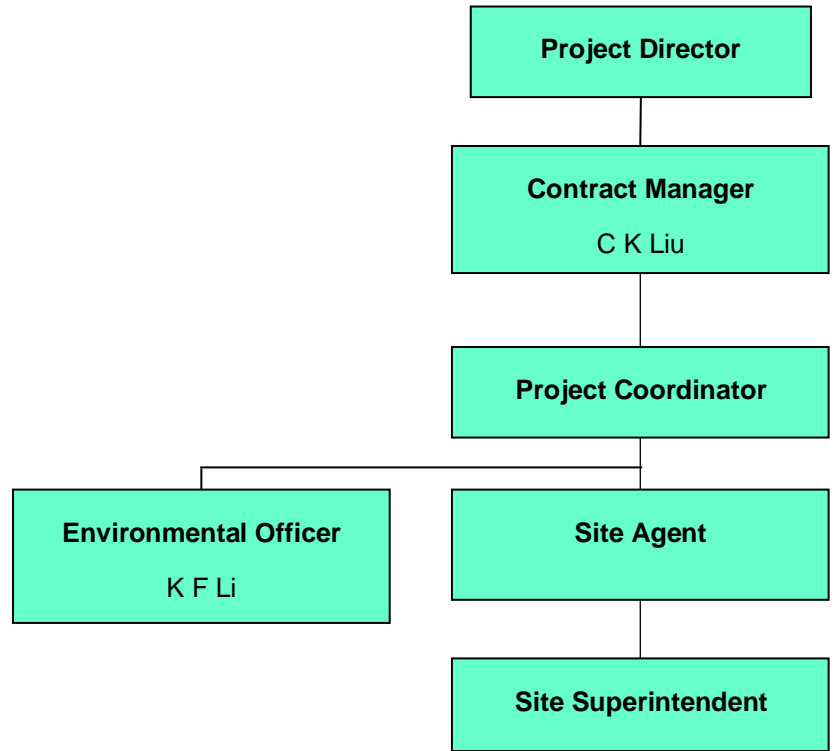 Project Director
Contract Manager
C K Liu
Project Coordinator
Environmental Officer
K F Li
Site Agent
Site Superintendent